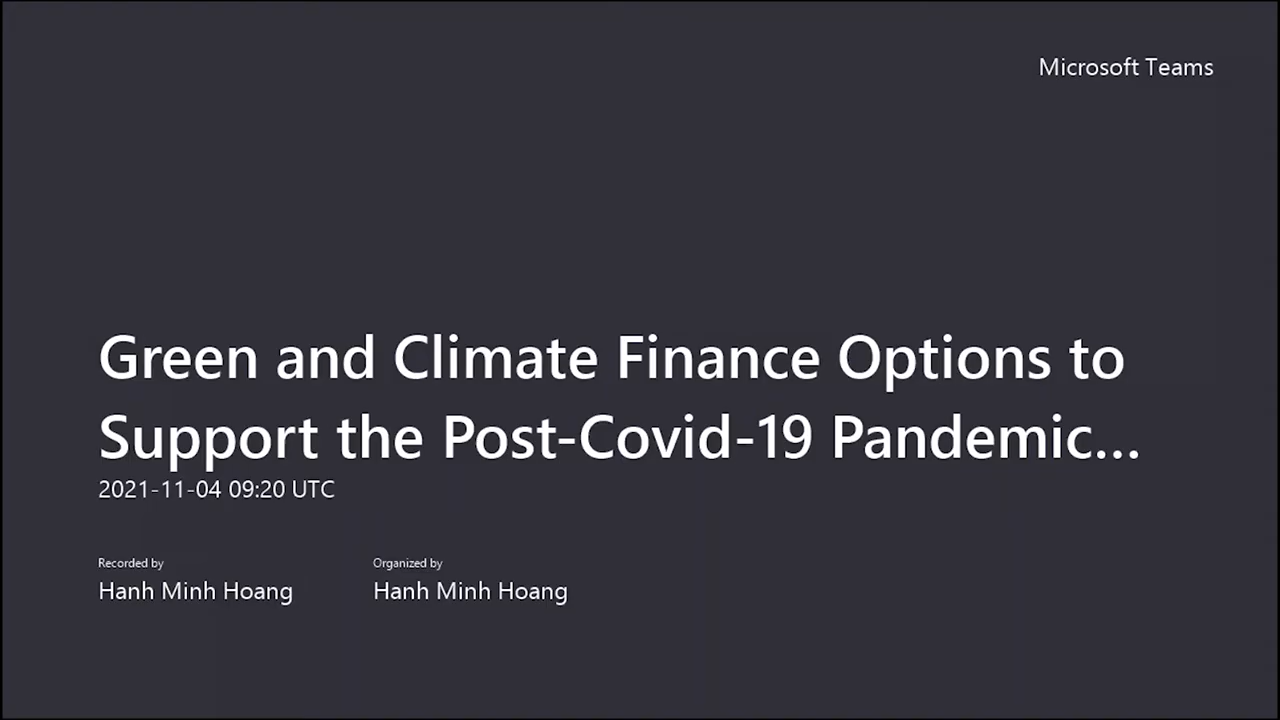 Microsoft Teams
Green and Climate Finance Options to
Support the Post-Covid-19 Pandemic...
2021-11-04 09:20 UTC
Recorded by
Hanh Minh Hoang
Organized by
Hanh Minh Hoang